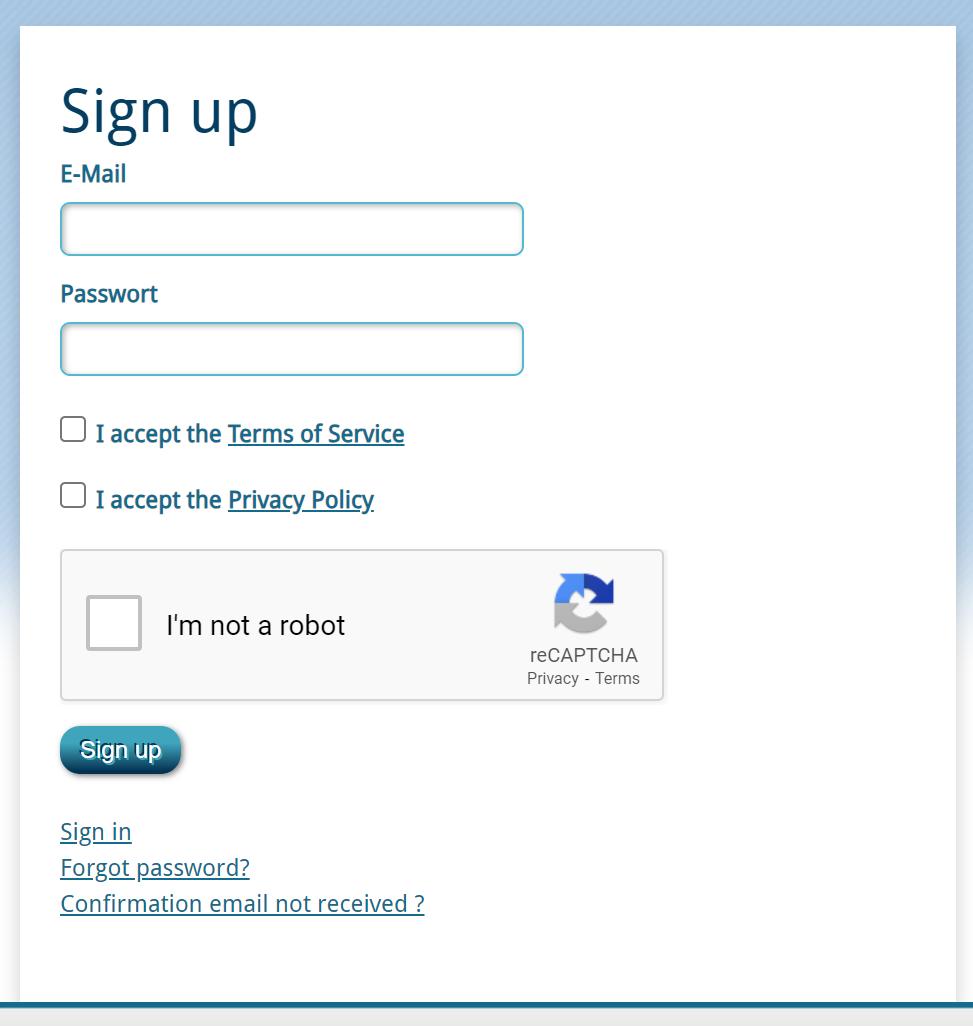 Sign up
E-Mail
Passwort
I accept the Terms of Service
I accept the Privacy Policy
I'm not a robot
reCAPTCHA
Privacy - Terms
Sign up
Sign in
Forgot password?
Confirmation email not received ?